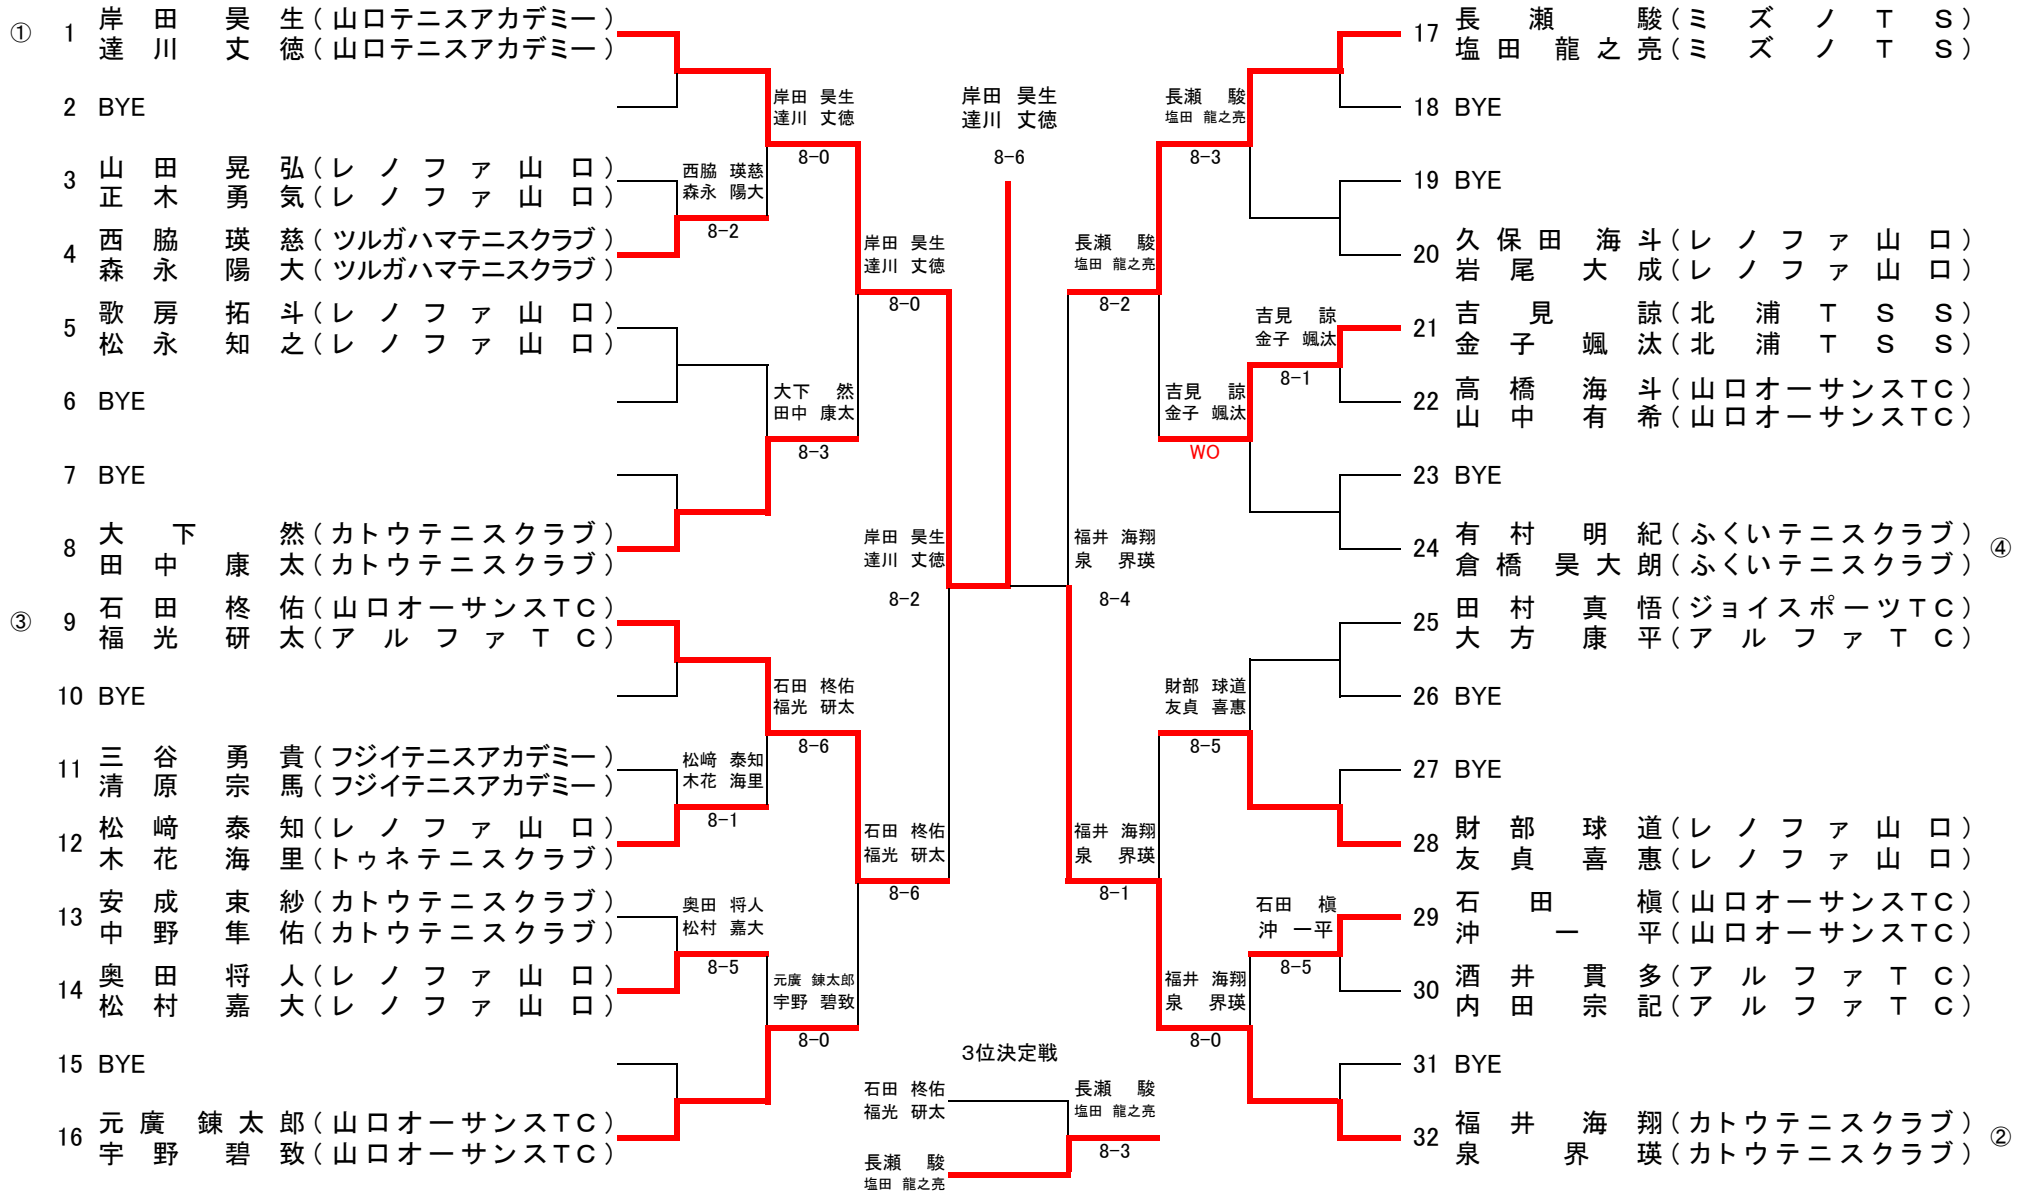 ① 1 岸田 昊生(山口テニスアカデミー)
達川 丈徳(山口テニスアカデミー)
2 BYE
3 山田 晃弘(レノファ山口)
正木 勇気(レノファ山口)
4 西脇 瑛慈(ツルガハマテニスクラブ)
森永 陽大(ツルガハマテニスクラブ)
5 歌房 拓斗(レノファ山口)
松永 知之(レノファ山口)
6 BYE
7 BYE
8 大下 然(カトウテニスクラブ)
田中 康太(カトウテニスクラブ)
③ 9 石田 柊佑(山口オーサンスTC)
福光 研太(アルファTC)
10 BYE
11 三谷 勇貴(フジイテニスアカデミー)
清原 宗馬(フジイテニスアカデミー)
12 松﨑 泰知(レノファ山口)
木花 海里(トゥネテニスクラブ)
13 安成 東紗(カトウテニスクラブ)
中野 隼佑(カトウテニスクラブ)
14 奥田 将人(レノファ山口)
松村 嘉大(レノファ山口)
15 BYE
16 元廣 錬太郎(山口オーサンスTC)
宇野 碧致(山口オーサンスTC)
西脇 瑛慈
森永 陽大
8-2
松﨑 泰知
木花 海里
8-1
奥田 将人
松村 嘉大
8-5
岸田 昊生
達川 丈徳
8-0
大下 然
田中 康太
8-3
石田 柊佑
福光 研太
8-6
元廣 錬太郎
宇野 碧致
8-0
岸田 昊生
達川 丈徳
8-0
石田 柊佑
福光 研太
8-6
岸田 昊生
達川 丈徳
8-2
岸田 昊生
達川 丈徳
8-6
福井 海翔
泉 界瑛
8-4
長瀬 駿
塩田 龍之亮
8-2
福井 海翔
泉 界瑛
8-1
長瀬 駿
塩田 龍之亮
8-3
吉見 諒
金子 颯汰
WO
財部 球道
友貞 喜惠
8-5
福井 海翔
泉 界瑛
8-0
吉見 諒
金子 颯汰
8-1
石田 槇
沖 一平
8-5
17 長瀬 駿(ミズノTS)
塩田 龍之亮(ミズノTS)
18 BYE
19 BYE
20 久保田 海斗(レノファ山口)
岩尾 大成(レノファ山口)
21 吉見 諒(北浦TSS)
金子 颯汰(北浦TSS)
22 高橋 海斗(山口オーサンスTC)
山中 有希(山口オーサンスTC)
23 BYE
24 有村 明紀(ふくいテニスクラブ) ④
倉橋 昊大朗(ふくいテニスクラブ)
25 田村 真悟(ジョイスポーツTC)
大方 康平(アルファTC)
26 BYE
27 BYE
28 財部 球道(レノファ山口)
友貞 喜惠(レノファ山口)
29 石田 槇(山口オーサンスTC)
沖 一平(山口オーサンスTC)
30 酒井 貫多(アルファTC)
内田 宗記(アルファTC)
31 BYE
32 福井 海翔(カトウテニスクラブ) ②
泉 界瑛(カトウテニスクラブ)
3位決定戦
石田 柊佑
福光 研太
長瀬 駿
塩田 龍之亮
長瀬 駿
塩田 龍之亮
8-3